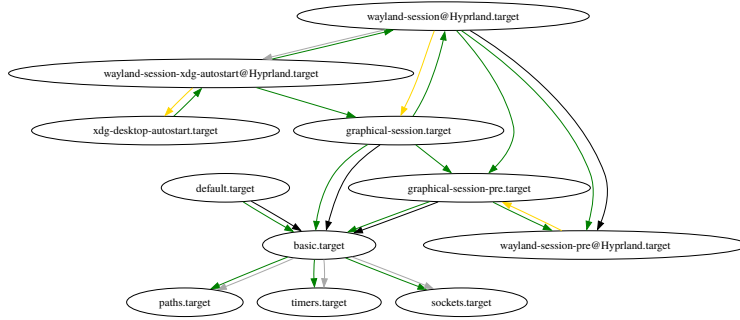 wayland-session@Hyprland.target
wayland-session-xdg-autostart@Hyprland.target
xdg-desktop-autostart.target
graphical-session.target
default.target
graphical-session-pre.target
basic.target
wayland-session-pre@Hyprland.target
paths.target
timers.target
sockets.target